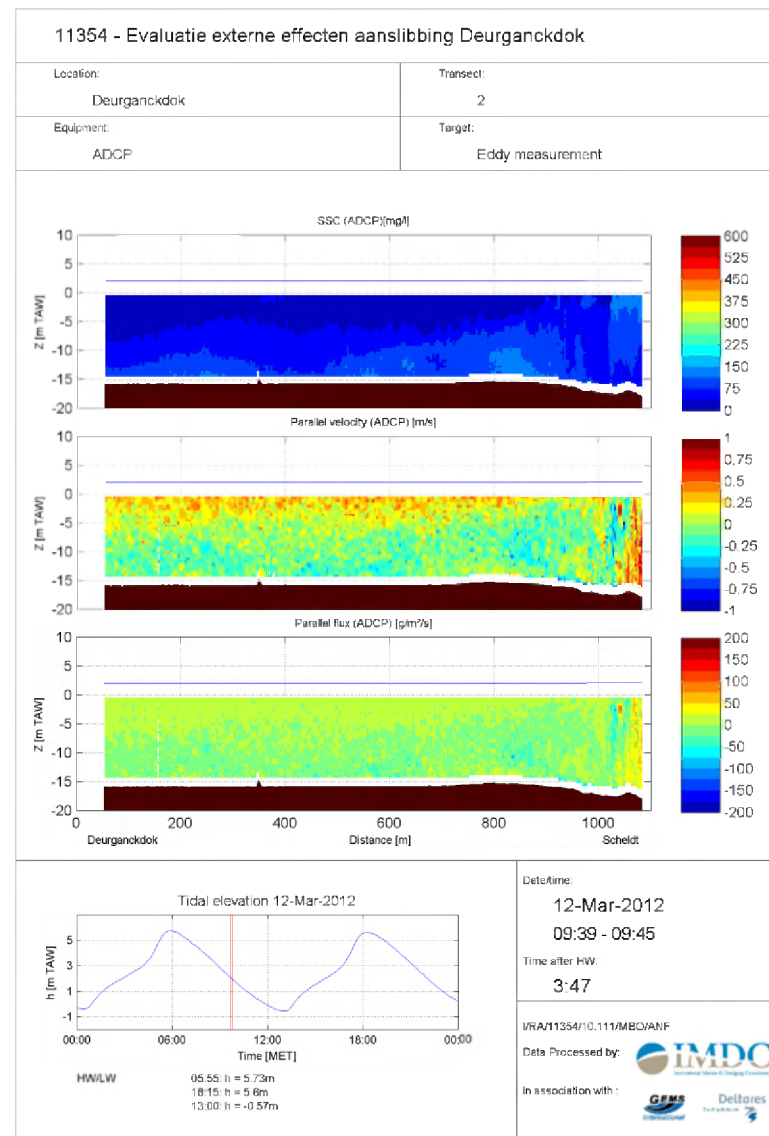 11354 - Evaluatie externe effecten aanslibbing Deurganckdok
Location:
Deurganckdok
Transect:
2
Equipment:
ADCP
Target:
Eddy measurement
SSC (ADCP)[mg/l]
10
5
0
-5
-10
-15
-20
Z [m TAW]
600
525
450
375
300
225
150
75
0
Parallel velocity (ADCP) [m/s]
10
5
0
-5
-10
-15
-20
Z [m TAW]
1
0.75
0.5
0.25
0
-0.25
-0.5
-0.75
-1
Parallel flux (ADCP) [g/m²/s]
10
5
0
-5
-10
-15
-20
Z [m TAW]
200
150
100
50
0
-50
-100
-150
-200
0 200 400 600 800 1000
Deurganckdok Distance [m] Scheldt
Tidal elevation 12-Mar-2012
5
3
1
-1
h [m TAW]
00:00 06:00 12:00 18:00 00:00
Time [MET]
HW/LW
05:55: h = 5.73m
18:15: h = 5.6m
13:00: h = -0.57m
Date/time:
12-Mar-2012
09:39 - 09:45
Time after HW:
3:47
I/RA/11354/10.111/MBO/ANF
Data Processed by:
IMDC
In association with :
GEMS
International
Deltares